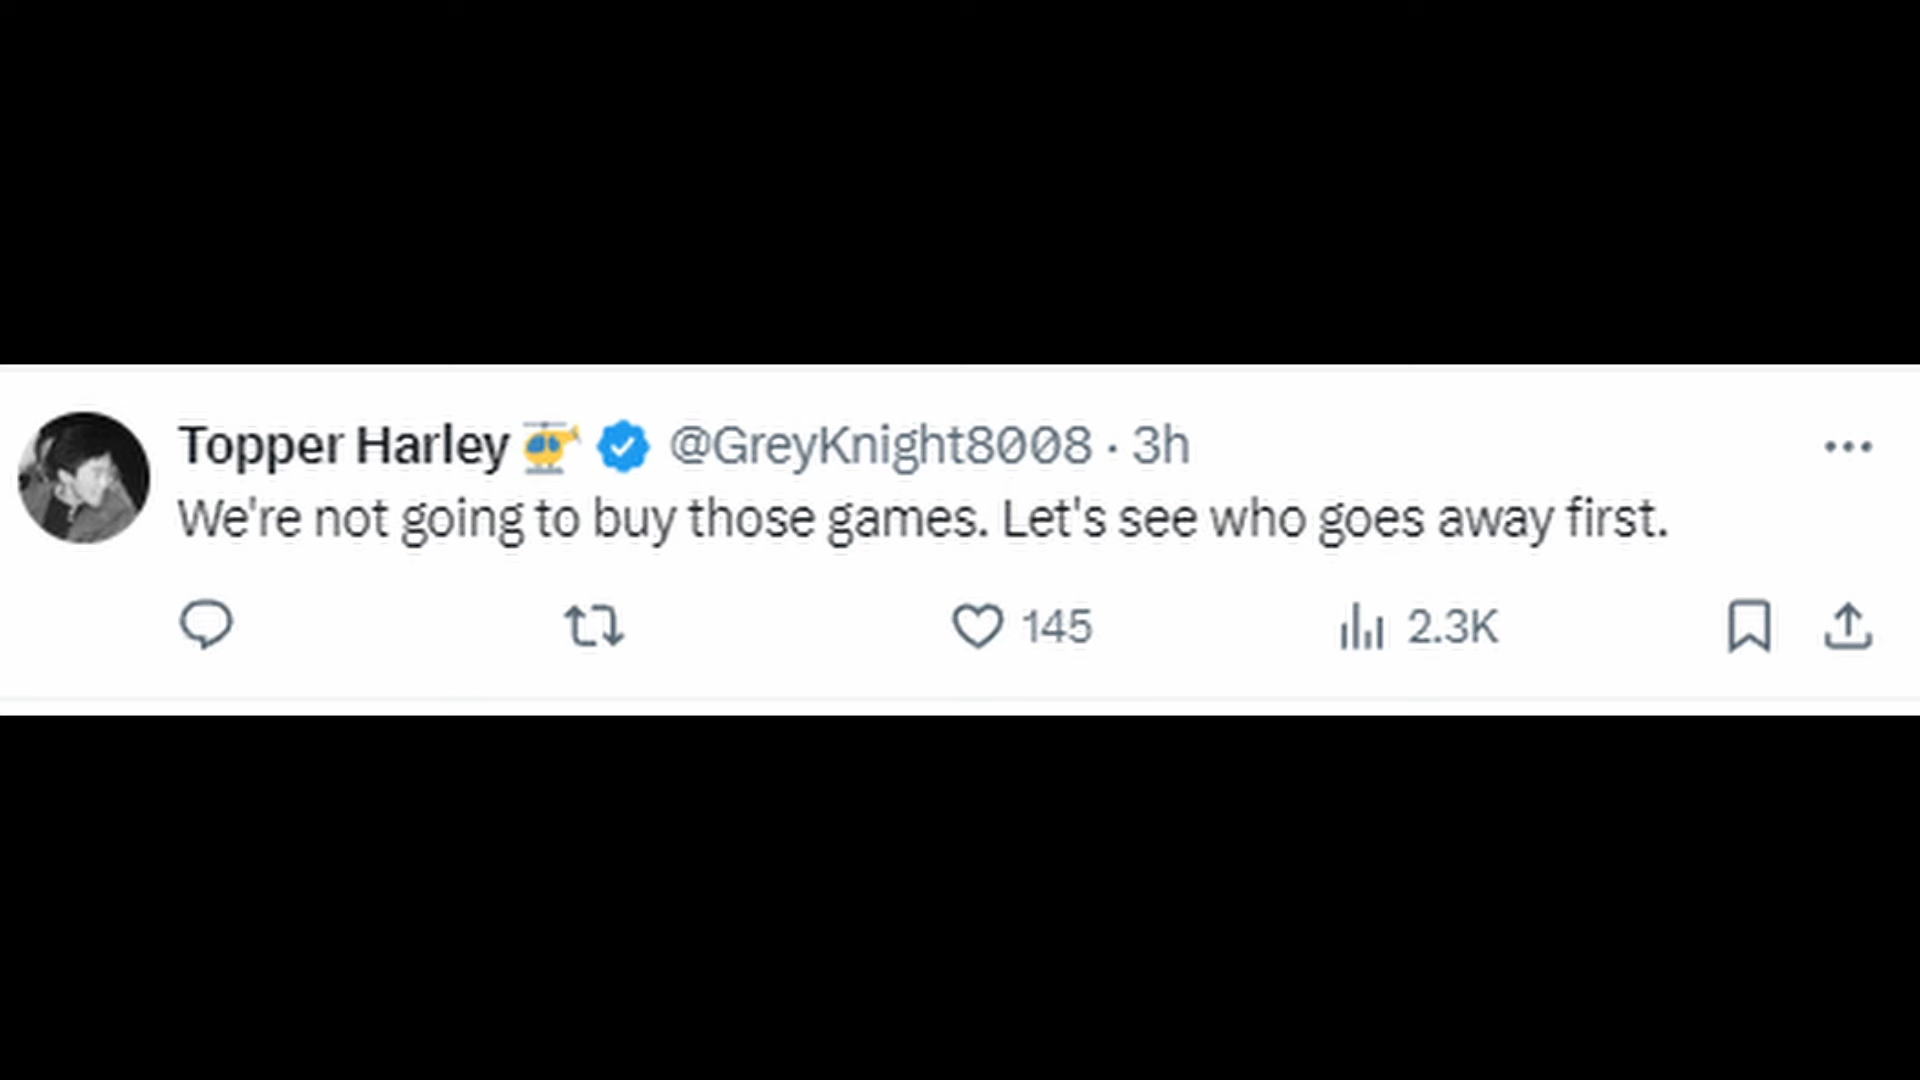 Topper Harley 🚁 @GreyKnight8008 · 3h
We're not going to buy those games. Let's see who goes away first.
145 2.3K